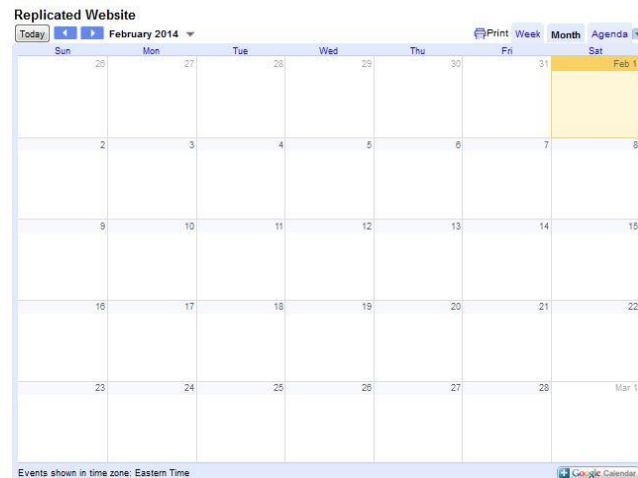 Replicated Website
Today February 2014 Print Week Month Agenda
Sun Mon Tue Wed Thu Fri Sat
26 27 28 29 30 31 Feb 1
2 3 4 5 6 7 8
9 10 11 12 13 14 15
16 17 18 19 20 21 22
23 24 25 26 27 28 Mar 1
Events shown in time zone: Eastern Time Google Calendar